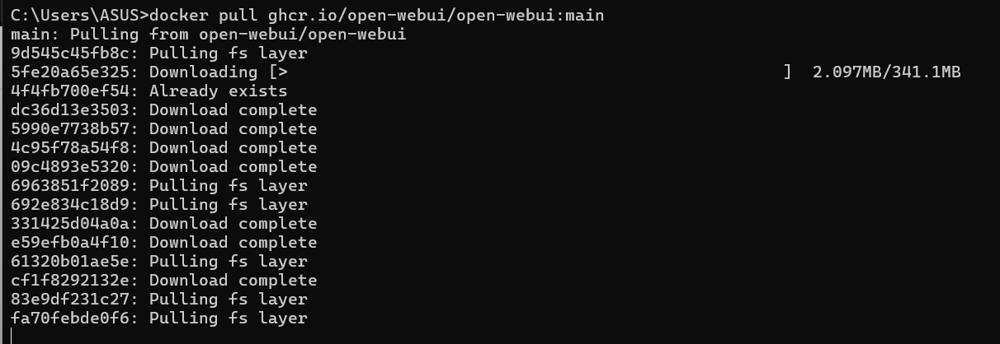 C:\Users\ASUS>docker pull ghcr.io/open-webui/open-webui:main
main: Pulling from open-webui/open-webui
9d545c45fb8c: Pulling fs layer
5fe20a65e325: Downloading [>                                                  ]  2.097MB/341.1MB
4f4fb700ef54: Already exists
dc36d13e3503: Download complete
5990e7738b57: Download complete
4c95f78a54f8: Download complete
09c4893e5320: Download complete
6963851f2089: Pulling fs layer
692e834c18d9: Pulling fs layer
331425d04a0a: Download complete
e59efb0a4f10: Download complete
61320b01ae5e: Pulling fs layer
cf1f8292132e: Download complete
83e9df231c27: Pulling fs layer
fa70febde0f6: Pulling fs layer